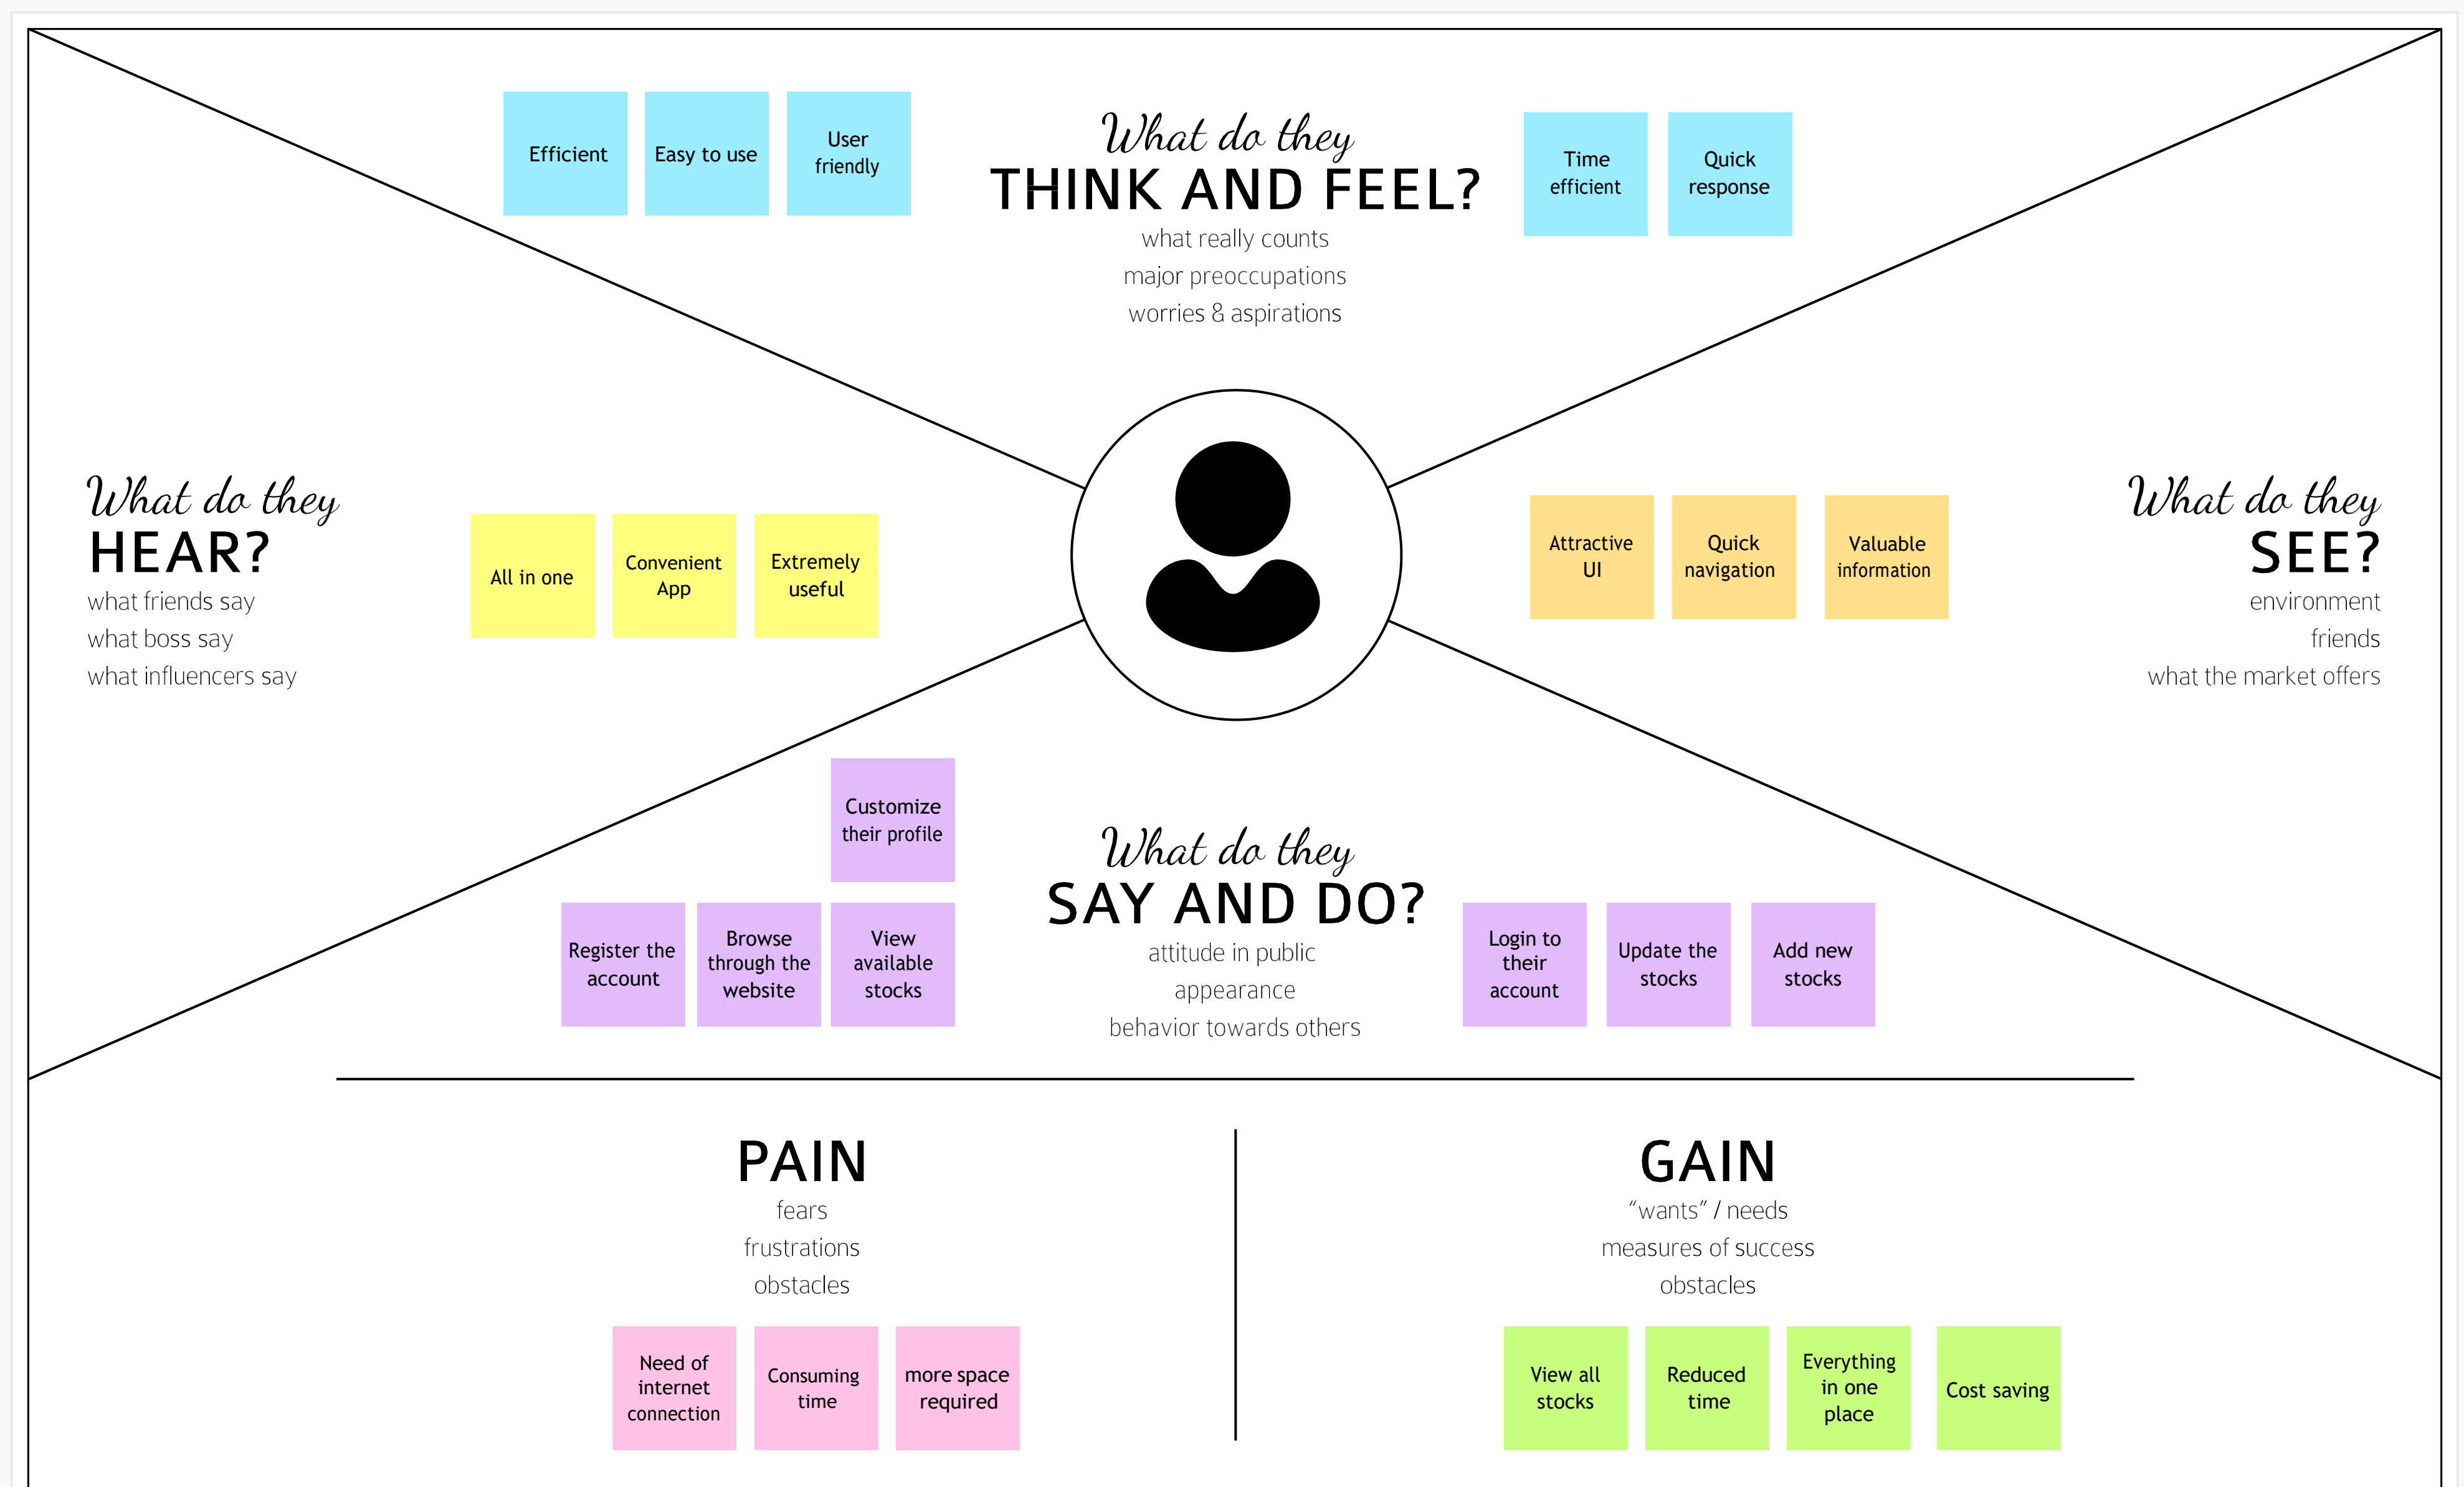 Efficient
Easy to use
User
friendly
What do they
THINK AND FEEL?
what really counts
major preoccupations
worries & aspirations
Time
efficient
Quick
response
What do they
HEAR?
what friends say
what boss say
what influencers say
All in one
Convenient
App
Extremely
useful
Attractive
UI
Quick
navigation
Valuable
information
What do they
SEE?
environment
friends
what the market offers
Customize
their profile
Register the
account
Browse
through the
website
View
available
stocks
What do they
SAY AND DO?
attitude in public
appearance
behavior towards others
Login to
their
account
Update the
stocks
Add new
stocks
PAIN
fears
frustrations
obstacles
Need of
internet
connection
Consuming
time
more space
required
GAIN
“wants” / needs
measures of success
obstacles
View all
stocks
Reduced
time
Everything
in one
place
Cost saving